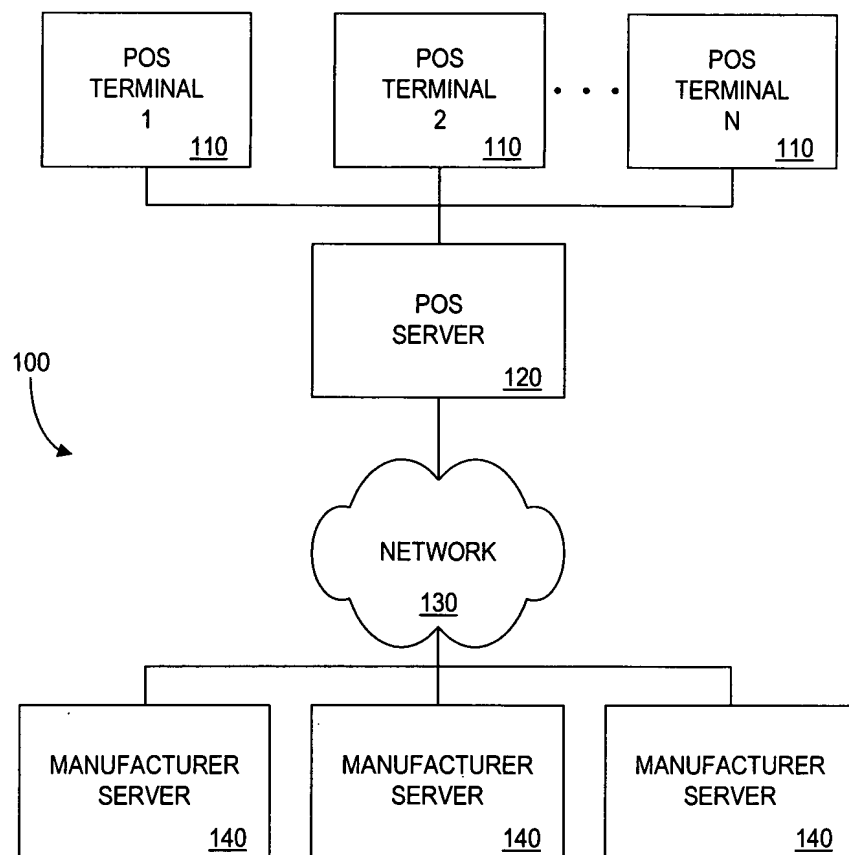 POS
TERMINAL
1
110
POS
TERMINAL
2
110
. . .
POS
TERMINAL
N
110
POS
SERVER
120
100
NETWORK
130
MANUFACTURER
SERVER
140
MANUFACTURER
SERVER
140
MANUFACTURER
SERVER
140